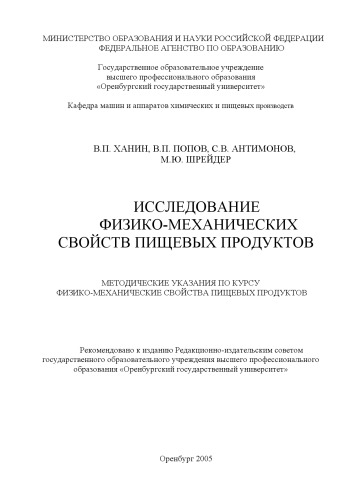 МИНИСТЕРСТВО ОБРАЗОВАНИЯ И НАУКИ РОССИЙСКОЙ ФЕДЕРАЦИИ
ФЕДЕРАЛЬНОЕ АГЕНСТВО ПО ОБРАЗОВАНИЮ
Государственное образовательное учреждение
высшего профессионального образования
«Оренбургский государственный университет»
Кафедра машин и аппаратов химических и пищевых производств
В.П. ХАНИН, В.П. ПОПОВ, С.В. АНТИМОНОВ,
М.Ю. ШРЕЙДЕР
ИССЛЕДОВАНИЕ
ФИЗИКО-МЕХАНИЧЕСКИХ
СВОЙСТВ ПИЩЕВЫХ ПРОДУКТОВ
МЕТОДИЧЕСКИЕ УКАЗАНИЯ ПО КУРСУ
ФИЗИКО-МЕХАНИЧЕСКИЕ СВОЙСТВА ПИЩЕВЫХ ПРОДУКТОВ
Рекомендовано к изданию Редакционно-издательским советом
государственного образовательного учреждения высшего профессионального
образования «Оренбургский государственный университет»
Оренбург 2005